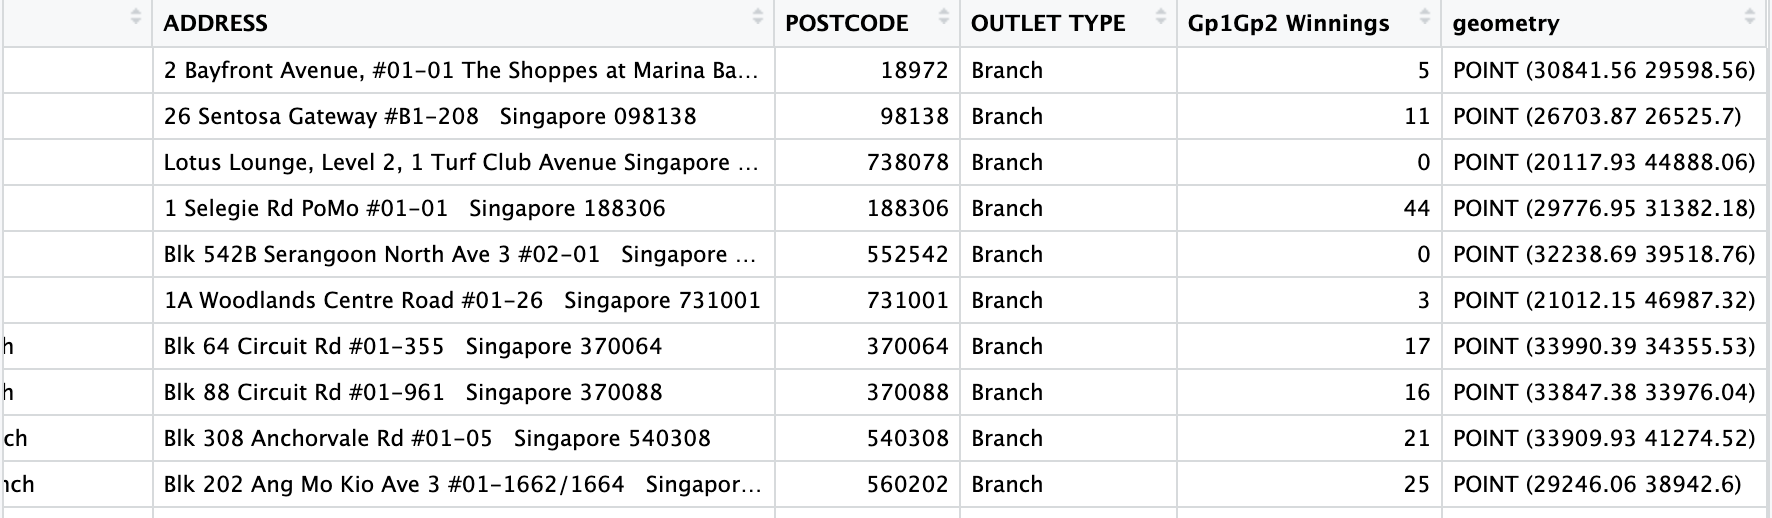 ADDRESS POSTCODE OUTLET TYPE Gp1Gp2 Winnings geometry
2 Bayfront Avenue, #01-01 The Shoppes at Marina Ba... 18972 Branch 5 POINT (30841.56 29598.56)
26 Sentosa Gateway #B1-208 Singapore 098138 98138 Branch 11 POINT (26703.87 26525.7)
Lotus Lounge, Level 2, 1 Turf Club Avenue Singapore ... 738078 Branch 0 POINT (20117.93 44888.06)
1 Selegie Rd PoMo #01-01 Singapore 188306 188306 Branch 44 POINT (29776.95 31382.18)
Blk 542B Serangoon North Ave 3 #02-01 Singapore ... 552542 Branch 0 POINT (32238.69 39518.76)
1A Woodlands Centre Road #01-26 Singapore 731001 731001 Branch 3 POINT (21012.15 46987.32)
h Blk 64 Circuit Rd #01-355 Singapore 370064 370064 Branch 17 POINT (33990.39 34355.53)
h Blk 88 Circuit Rd #01-961 Singapore 370088 370088 Branch 16 POINT (33847.38 33976.04)
ch Blk 308 Anchorvale Rd #01-05 Singapore 540308 540308 Branch 21 POINT (33909.93 41274.52)
nch Blk 202 Ang Mo Kio Ave 3 #01-1662/1664 Singapor... 560202 Branch 25 POINT (29246.06 38942.6)